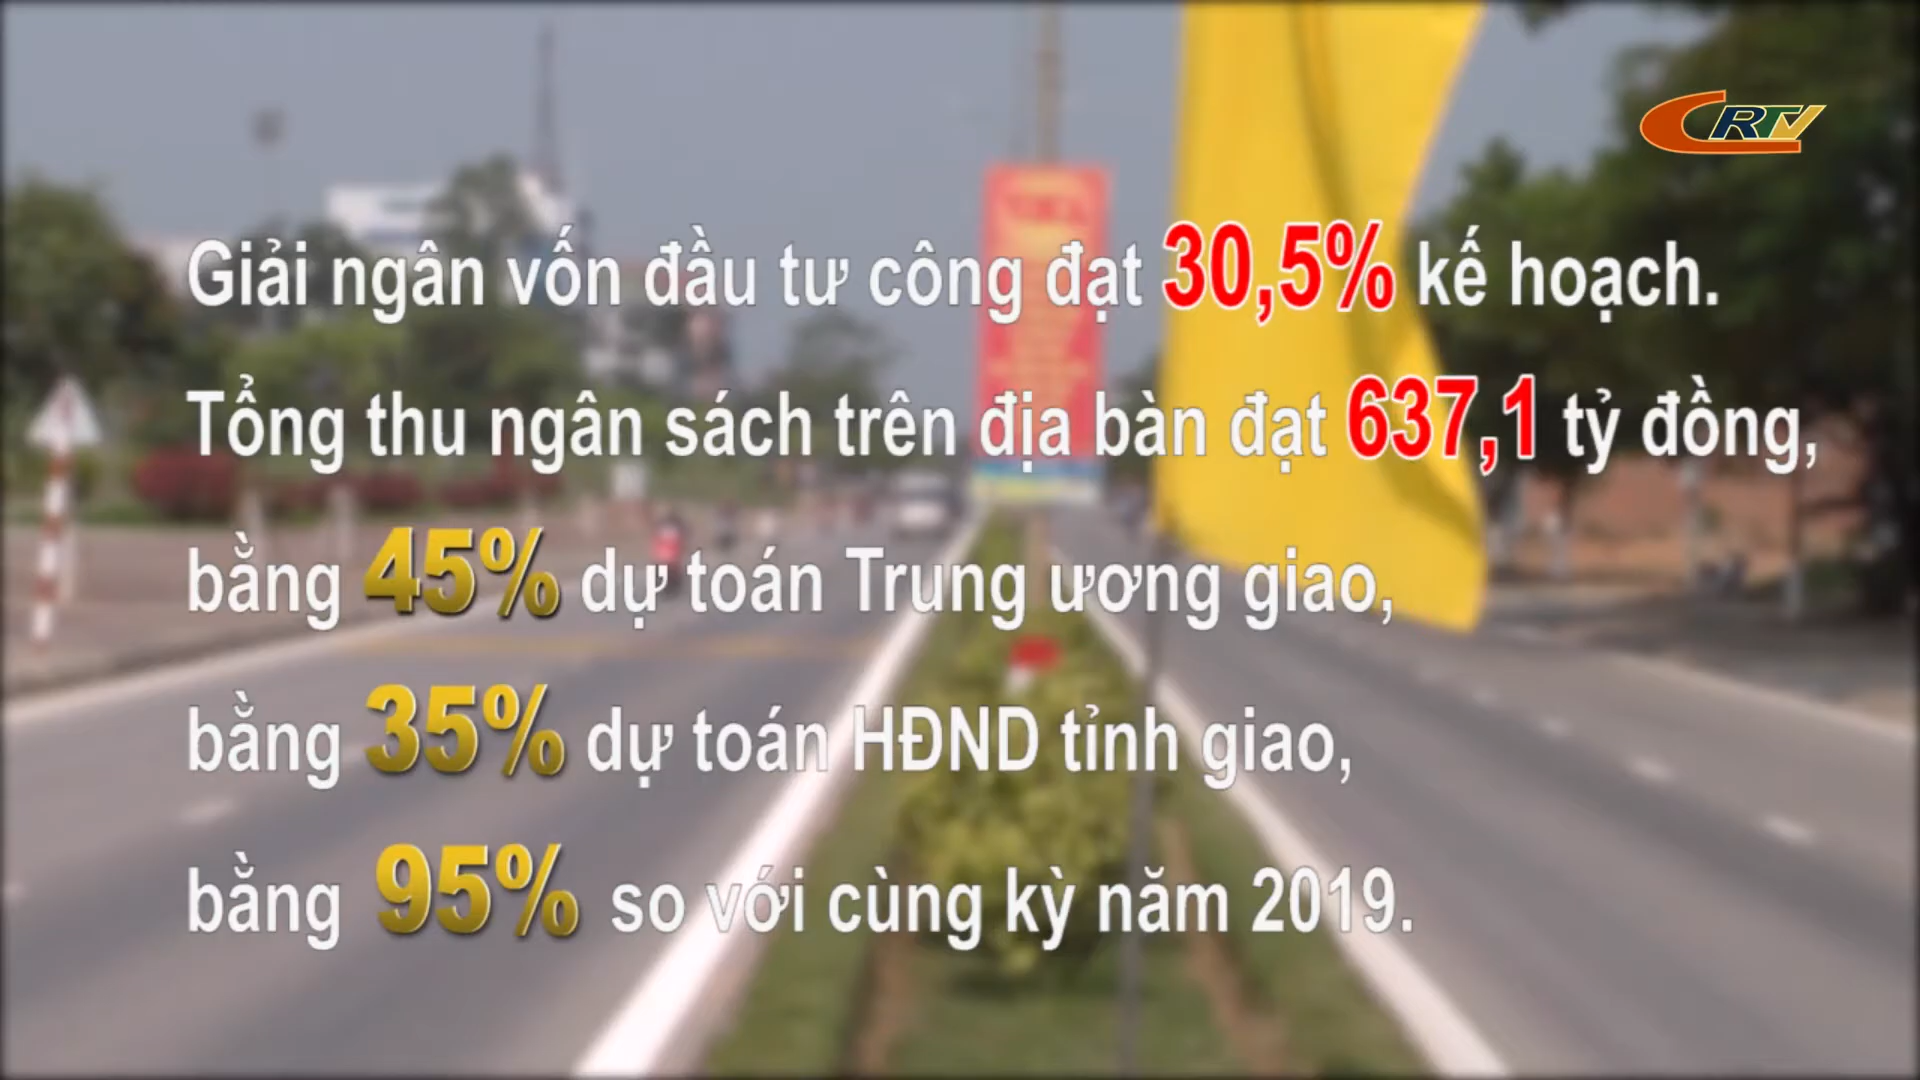 CRTV
Giải ngân vốn đầu tư công đạt 30,5% kế hoạch.
Tổng thu ngân sách trên địa bàn đạt 637,1 tỷ đồng,
bằng 45% dự toán Trung ương giao,
bằng 35% dự toán HĐND tỉnh giao,
bằng 95% so với cùng kỳ năm 2019.